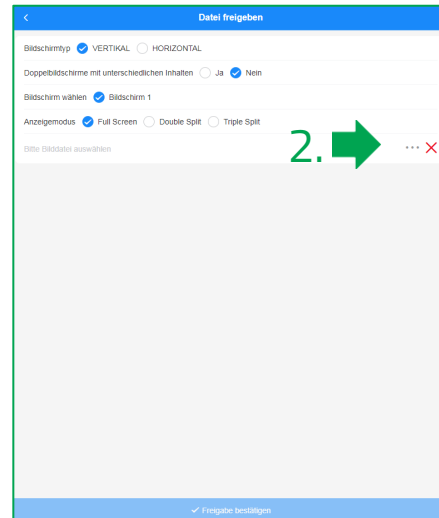 Datei freigeben
Bildschirmtyp VERTIKAL HORIZONTAL
Doppelbildschirme mit unterschiedlichen Inhalten Ja Nein
Bildschirm wählen Bildschirm 1
Anzeigemodus Full Screen Double Split Triple Split
2.
Bitte Bilddatei auswählen ···
Freigabe bestätigen